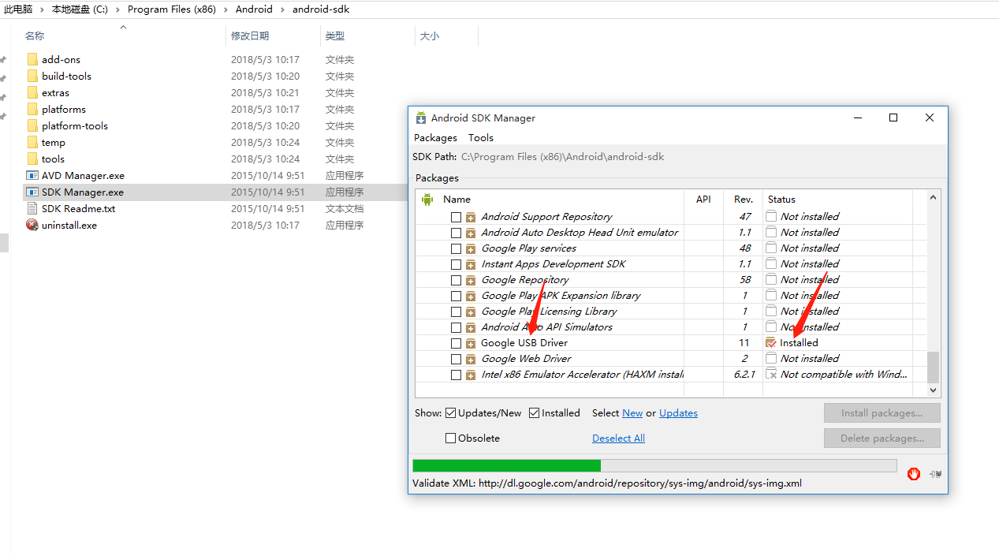 此电脑 › 本地磁盘 (C:) › Program Files (x86) › Android › android-sdk
名称 修改日期 类型 大小
add-ons 2018/5/3 10:17 文件夹
build-tools 2018/5/3 10:20 文件夹
extras 2018/5/3 10:21 文件夹
platforms 2018/5/3 10:17 文件夹
platform-tools 2018/5/3 10:20 文件夹
temp 2018/5/3 10:24 文件夹
tools 2018/5/3 10:24 文件夹
AVD Manager.exe 2015/10/14 9:51 应用程序
SDK Manager.exe 2015/10/14 9:51 应用程序
SDK Readme.txt 2015/10/14 9:51 文本文档
uninstall.exe 2018/5/3 10:17 应用程序
Android SDK Manager
Packages Tools
SDK Path: C:\Program Files (x86)\Android\android-sdk
Packages
Name API Rev. Status
Android Support Repository 47 Not installed
Android Auto Desktop Head Unit emulator 1.1 Not installed
Google Play services 48 Not installed
Instant Apps Development SDK 1.1 Not installed
Google Repository 58 Not installed
Google Play APK Expansion library 1 Not installed
Google Play Licensing Library 1 Not installed
Android Auto API Simulators 1 Not installed
Google USB Driver 11 Installed
Google Web Driver 2 Not installed
Intel x86 Emulator Accelerator (HAXM install 6.2.1 Not compatible with Wind...
Show: Updates/New Installed Select New or Updates Install packages...
Obsolete Deselect All Delete packages...
Validate XML: http://dl.google.com/android/repository/sys-img/android/sys-img.xml